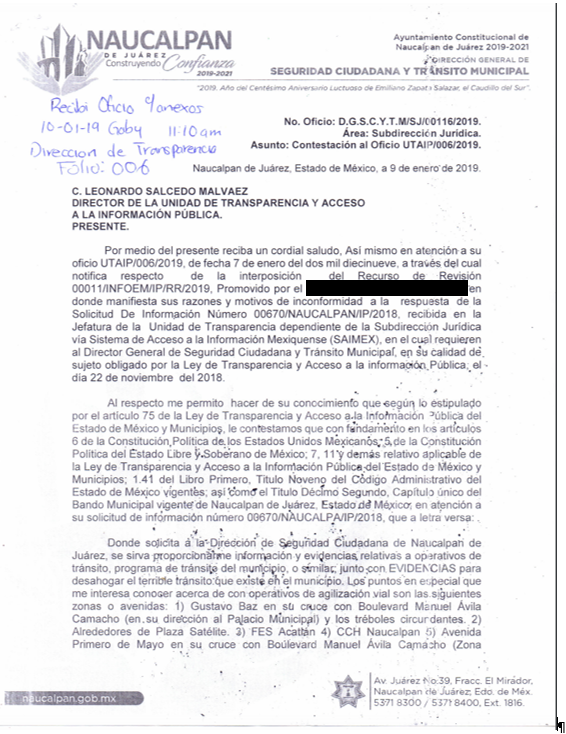 NAUCALPAN
DE JUÁREZ
Construyendo Confianza
2019-2021
Ayuntamiento Constitucional de
Naucalpan de Juárez 2019-2021
DIRECCIÓN GENERAL DE
SEGURIDAD CIUDADANA Y TRÁNSITO MUNICIPAL
"2019. Año del Centésimo Aniversario Luctuoso de Emiliano Zapata Salazar, el Caudillo del Sur".
Recibi Oficio y anexos
10-01-19 Gaby 11:10am
Direccion de Transparencia
Folio: 006
No. Oficio: D.G.S.C.Y.T.M/SJ/00116/2019.
Área: Subdirección Jurídica.
Asunto: Contestación al Oficio UTAIP/006/2019.
Naucalpan de Juárez, Estado de México, a 9 de enero de 2019.
C. LEONARDO SALCEDO MALVAEZ
DIRECTOR DE LA UNIDAD DE TRANSPARENCIA Y ACCESO
A LA INFORMACIÓN PÚBLICA.
PRESENTE.
Por medio del presente reciba un cordial saludo, Así mismo en atención a su
oficio UTAIP/006/2019, de fecha 7 de enero del dos mil diecinueve, a través del cual
notifica respecto de la interposición del Recurso de Revisión
00011/INFOEM/IP/RR/2019, Promovido por el en
donde manifiesta sus razones y motivos de inconformidad a la respuesta de la
Solicitud De Información Número 00670/NAUCALPAN/IP/2018, recibida en la
Jefatura de la Unidad de Transparencia dependiente de la Subdirección Jurídica
vía Sistema de Acceso a la Información Mexiquense (SAIMEX), en el cual requieren
al Director General de Seguridad Ciudadana y Tránsito Municipal, en su calidad de
sujeto obligado por la Ley de Transparencia y Acceso a la información Pública, el
día 22 de noviembre del 2018.
Al respecto me permito hacer de su conocimiento que según lo estipulado
por el artículo 75 de la Ley de Transparencia y Acceso a la Información Pública del
Estado de México y Municipios, le contestamos que con fundamento en los artículos
6 de la Constitución Política de los Estados Unidos Mexicanos, 5 de la Constitución
Política del Estado Libre y Soberano de México; 7, 11 y demás relativo aplicable de
la Ley de Transparencia y Acceso a la Información Pública del Estado de México y
Municipios; 1.41 del Libro Primero, Titulo Noveno del Código Administrativo del
Estado de México vigentes; así como el Titulo Décimo Segundo, Capítulo único del
Bando Municipal vigente de Naucalpan de Juárez, Estado de México, en atención a
su solicitud de información número 00670/NAUCALPA/IP/2018, que a letra versa:
Donde solicita á la Dirección de Seguridad Ciudadana de Naucalpan de
Juárez, se sirva proporcionarme información y evidencias, relativas a operativos de
tránsito, programa de tránsito del municipio, o similar, junto con EVIDENCIAS para
desahogar el terrible tránsito que existe en el municipio. Los puntos en especial que
me interesa conocer acerca de con operativos de agilización vial son las siguientes
zonas o avenidas: 1) Gustavo Baz en su cruce con Boulevard Manuel Ávila
Camacho (en su dirección al Palacio Municipal) y los tréboles circundantes. 2)
Alrededores de Plaza Satélite. 3) FES Acatlán 4) CCH Naucalpan 5) Avenida
Primero de Mayo en su cruce con Boulevard Manuel Ávila Camacho (Zona
naucalpan.gob.mx
Av. Juárez No.39, Fracc. El Mirador,
Naucalpan de Juárez, Edo. de Méx.
5371 8300 / 5371 8400, Ext. 1816.
¶